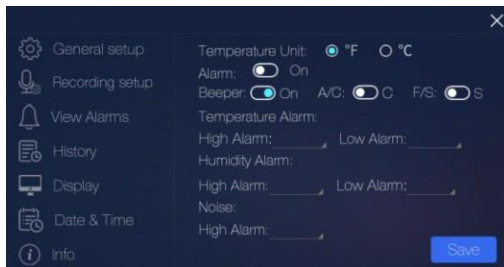 General setup
Recording setup
View Alarms
History
Display
Date & Time
Info
Temperature Unit: °F °C
Alarm: On
Beeper: On A/C: C F/S: S
Temperature Alarm:
High Alarm: Low Alarm:
Humidity Alarm:
High Alarm: Low Alarm:
Noise:
High Alarm:
Save